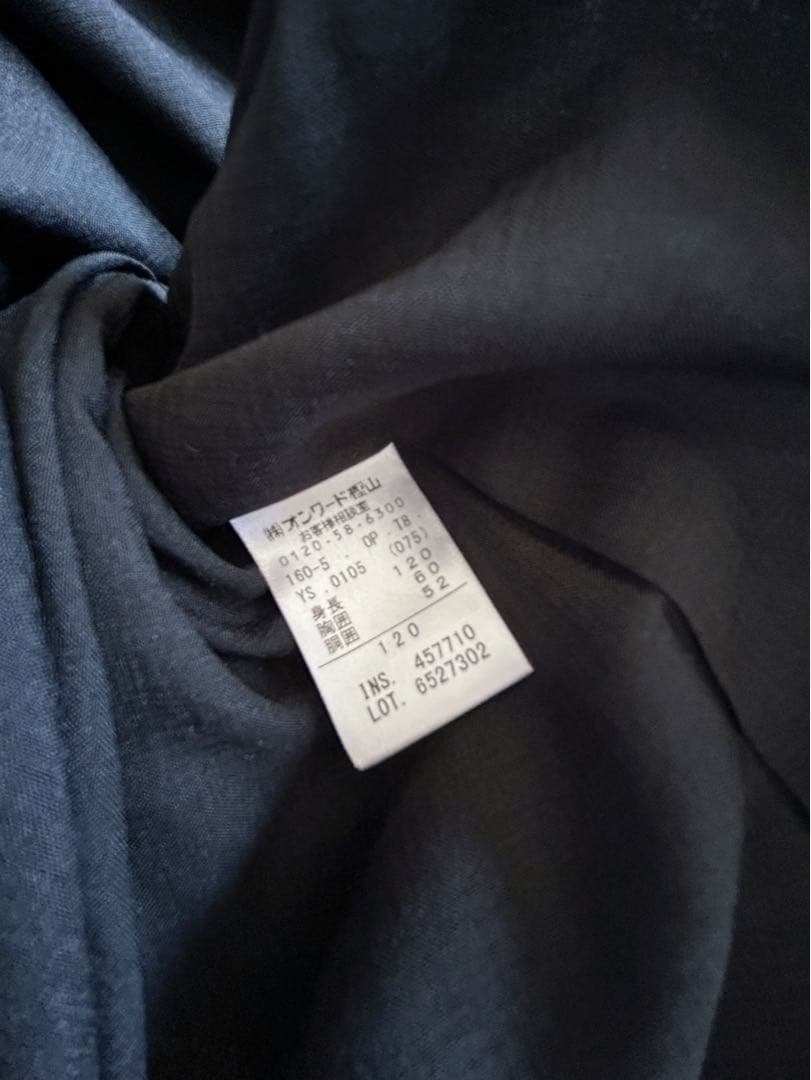 ㈱オンワード樫山
お客様相談室
0120-58-6300
160-5 . OP .T8.
YS .0105 (075)
身長 120
胸囲 60
胴囲 52
120
INS. 457710
LOT. 6527302